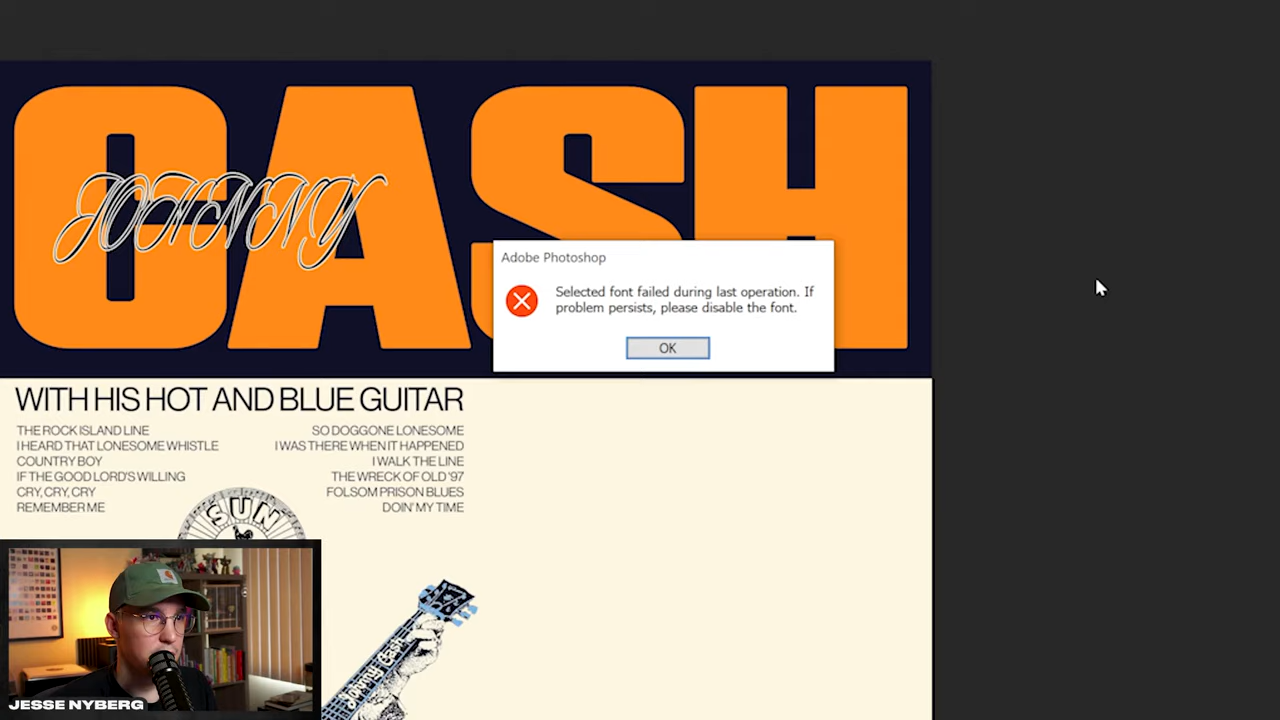 CASH
JOHNNY
Adobe Photoshop
Selected font failed during last operation. If
problem persists, please disable the font.
OK
WITH HIS HOT AND BLUE GUITAR
THE ROCK ISLAND LINE
I HEARD THAT LONESOME WHISTLE
COUNTRY BOY
IF THE GOOD LORD'S WILLING
CRY, CRY, CRY
REMEMBER ME
SO DOGGONE LONESOME
I WAS THERE WHEN IT HAPPENED
I WALK THE LINE
THE WRECK OF OLD '97
FOLSOM PRISON BLUES
DOIN' MY TIME
SUN
Johnny Cash
JESSE NYBERG